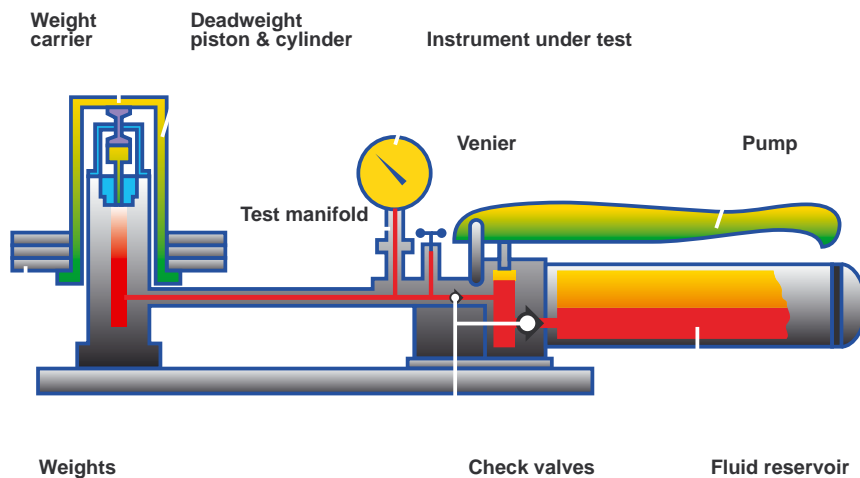 Weight
carrier
Deadweight
piston & cylinder
Instrument under test
Venier
Pump
Test manifold
Weights
Check valves
Fluid reservoir